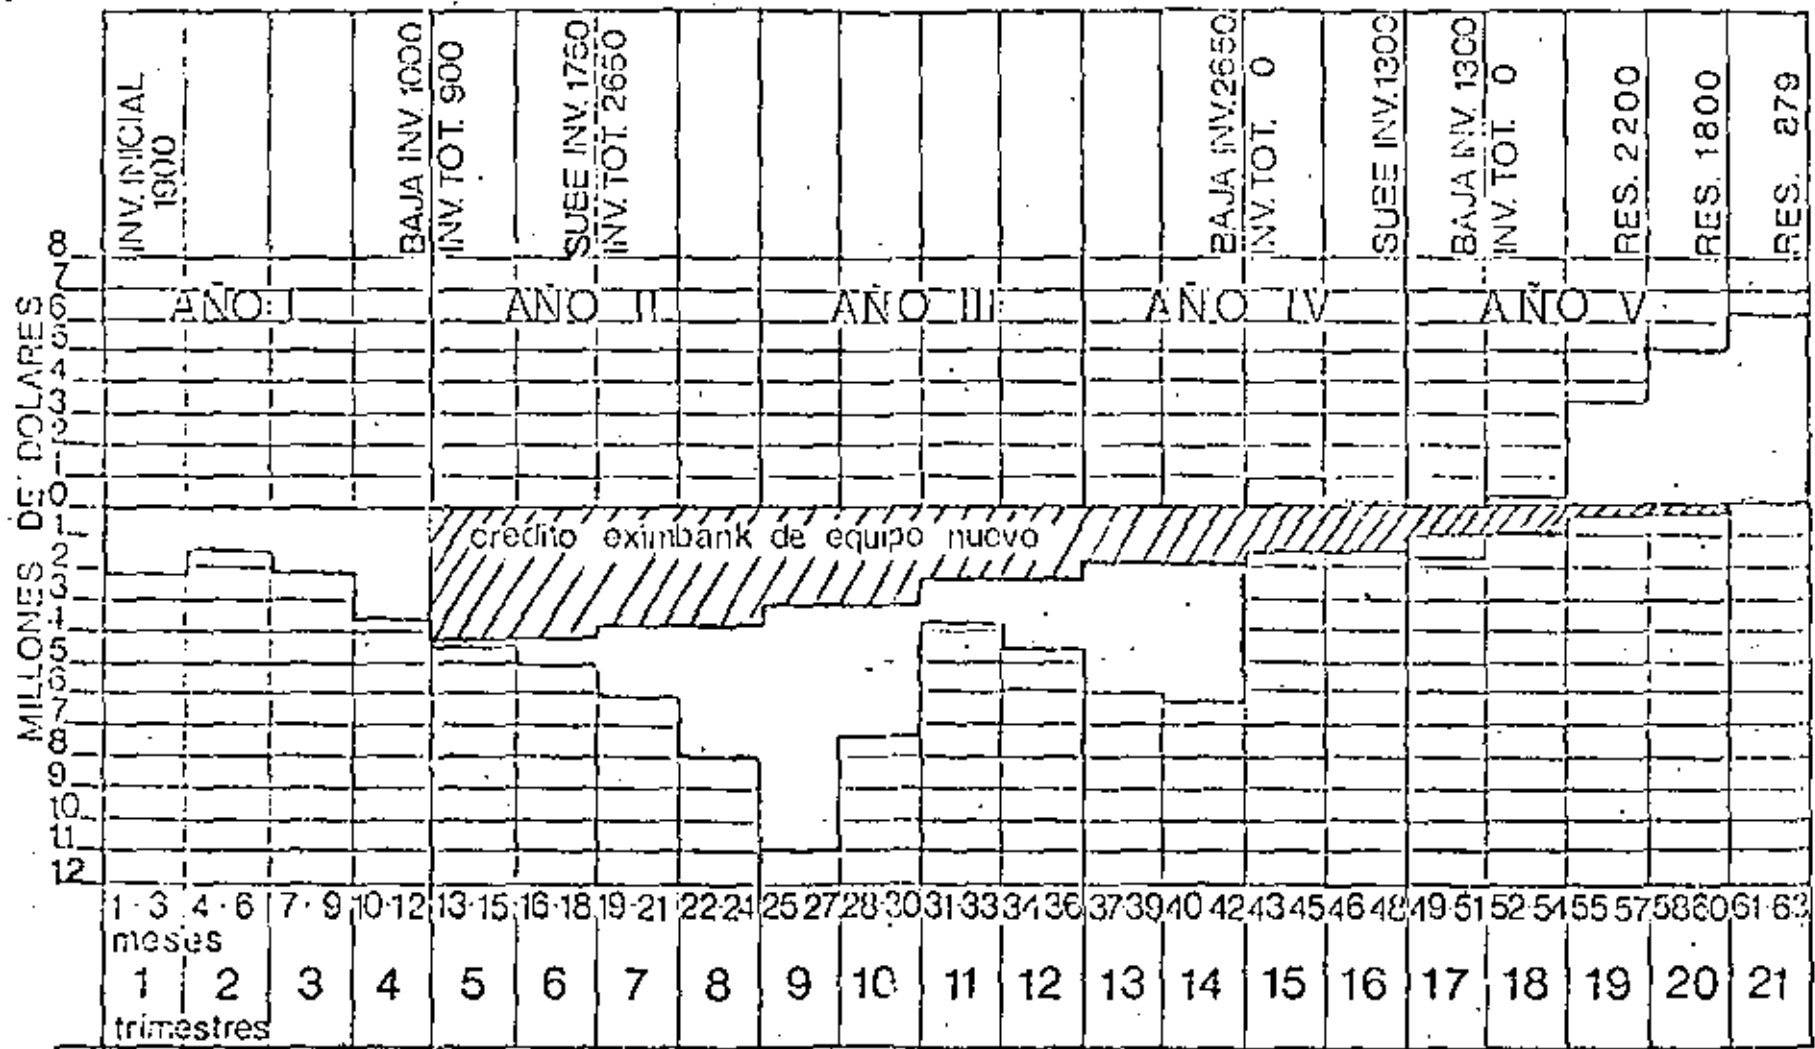 INV. INICIAL
1900
BAJA INV. 1000
INV. TOT. 900
SUBE INV. 1750
INV. TOT. 2650
BAJA INV. 2650
INV. TOT. 0
SUBE INV. 1300
BAJA INV. 1300
INV. TOT. 0
RES. 2200
RES. 1800
RES. 879
AÑO I
AÑO II
AÑO III
AÑO IV
AÑO V
MILLONES DE DOLARES
8
7
6
5
4
3
2
1
0
1
2
3
4
5
6
7
8
9
10
11
12
crédito eximbank de equipo nuevo
1-3 4-6 7-9 10-12 13-15 16-18 19-21 22-24 25 27 28-30 31-33 34 36 37 39 40 42 43 45 46 48 49-51 52-54 55 57 58 60 61-63
meses
1 2 3 4 5 6 7 8 9 10 11 12 13 14 15 16 17 18 19 20 21
trimestres